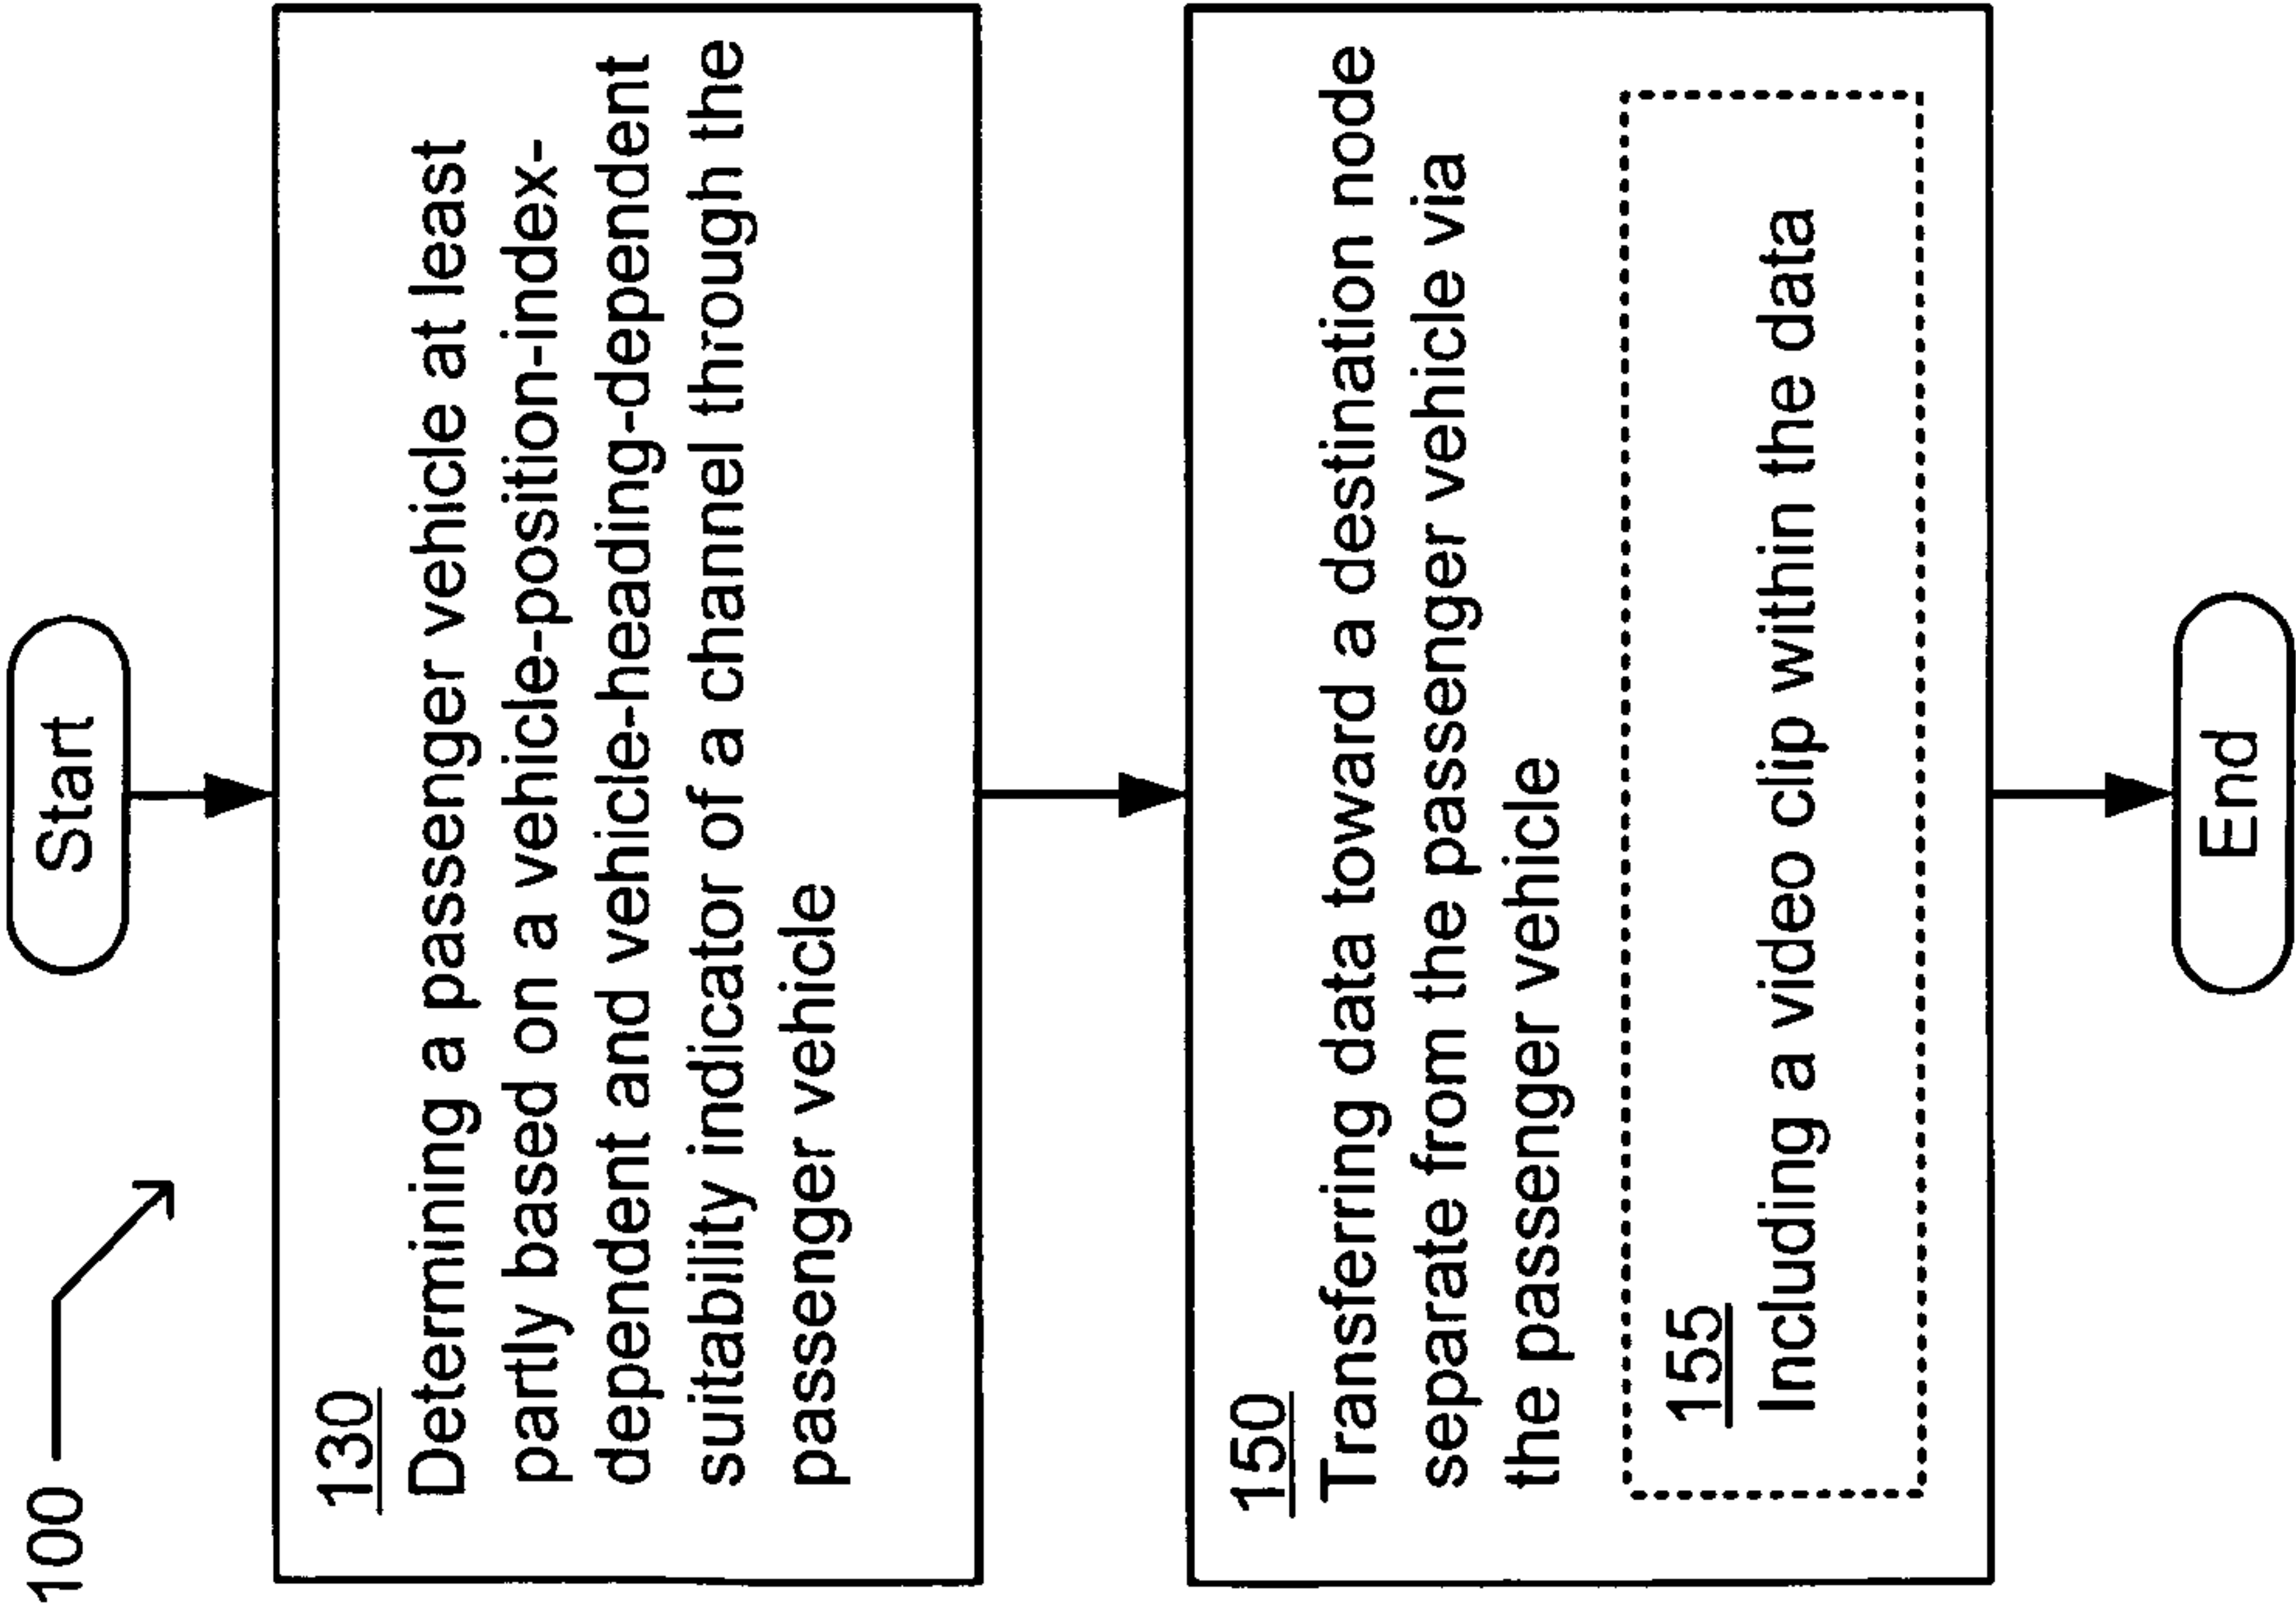 100
Start
130
Determining a passenger vehicle at least
partly based on a vehicle-position-index-
dependent and vehicle-heading-dependent
suitability indicator of a channel through the
passenger vehicle
150
Transferring data toward a destination node
separate from the passenger vehicle via
the passenger vehicle
155
Including a video clip within the data
End